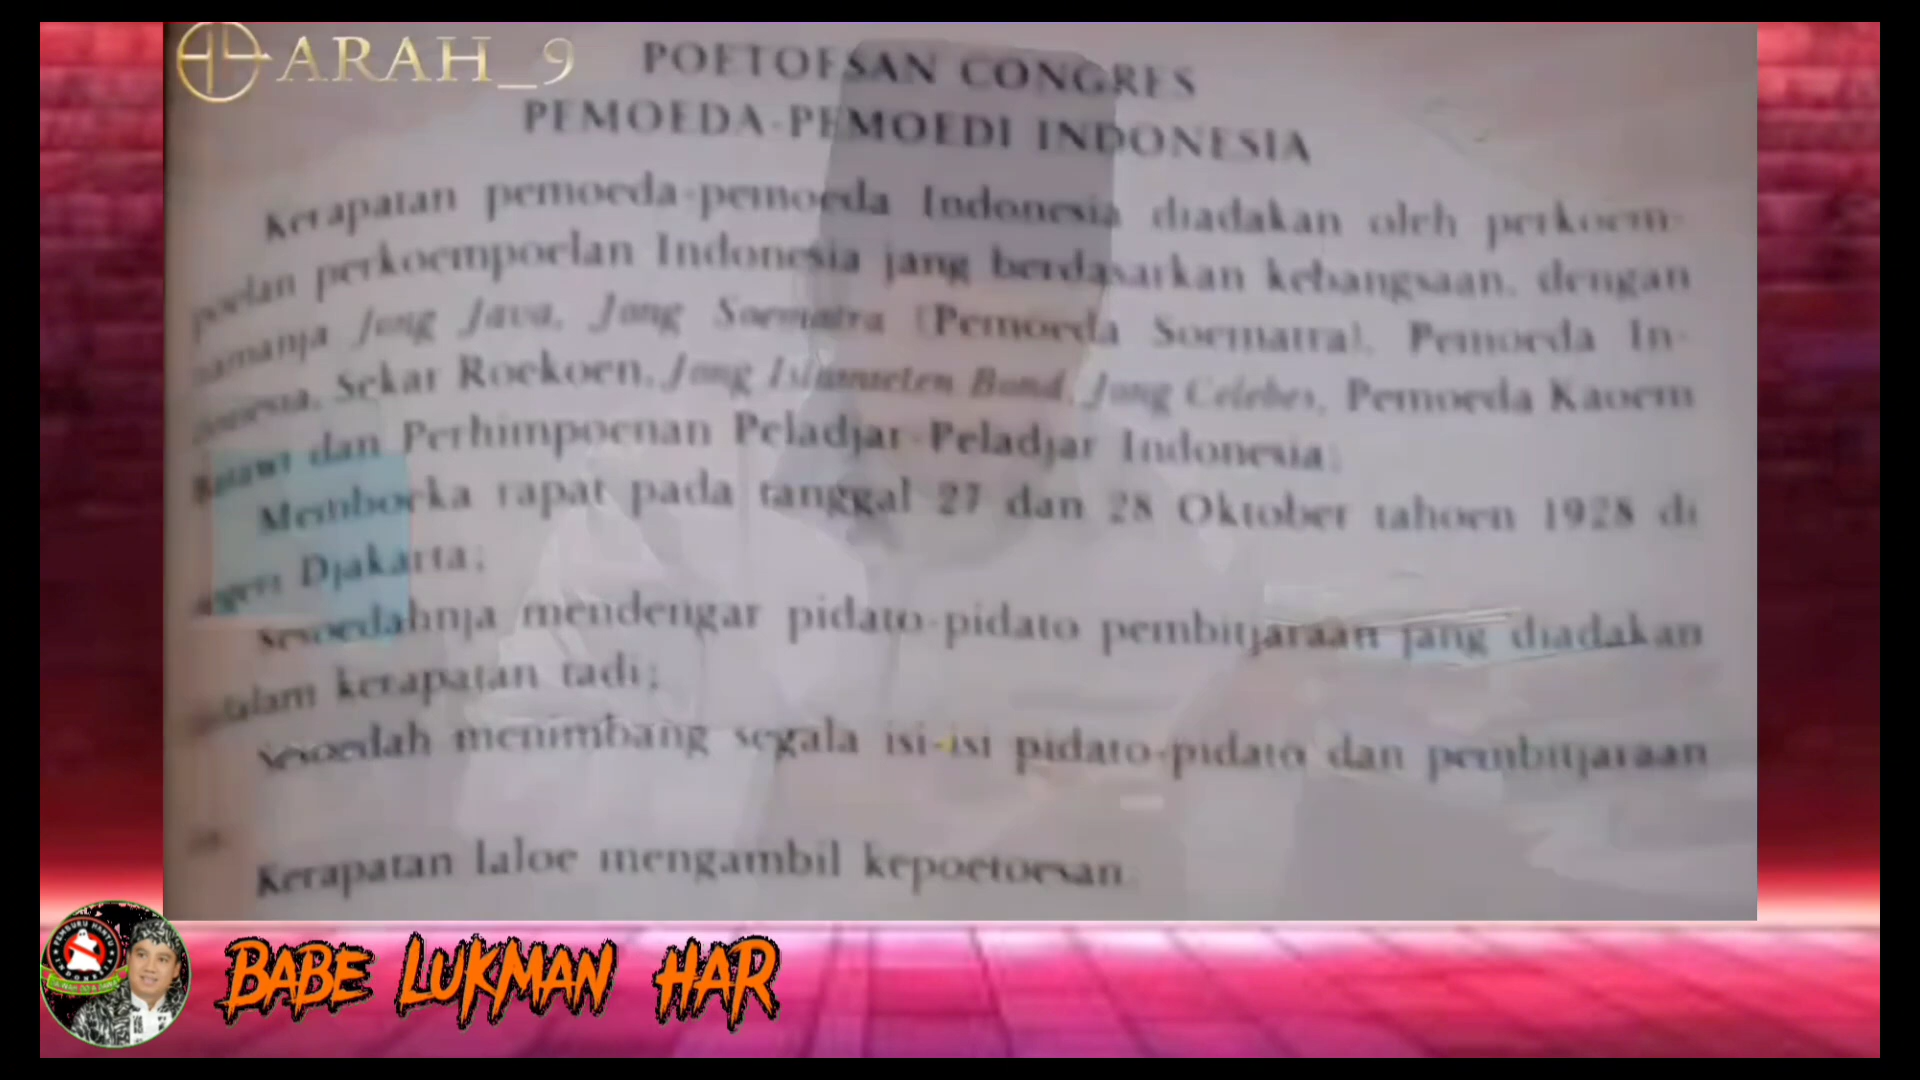 ARAH_9
POETOESAN CONGRES
PEMOEDA-PEMOEDI INDONESIA
Kerapatan pemoeda-pemoeda Indonesia diadakan oleh perkoem-
poelan perkoempoelan Indonesia jang berdasarkan kebangsaan, dengan
namanja Jong Java, Jong Soematra (Pemoeda Soematra), Pemoeda In-
donesia, Sekar Roekoen, Jong Islamieten Bond, Jong Celebes, Pemoeda Kaoem
Betawi dan Perhimpoenan Peladjar-Peladjar Indonesia;
Memboeka rapat pada tanggal 27 dan 28 Oktober tahoen 1928 di
negeri Djakarta;
sesoedahnja mendengar pidato-pidato pembitjaraan jang diadakan
didalam kerapatan tadi;
sesoedah menimbang segala isi-isi pidato-pidato dan pembitjaraan
Kerapatan laloe mengambil kepoetoesan:
PEMBURU HANTU
INDONESIA
BABE LUKMAN HAR